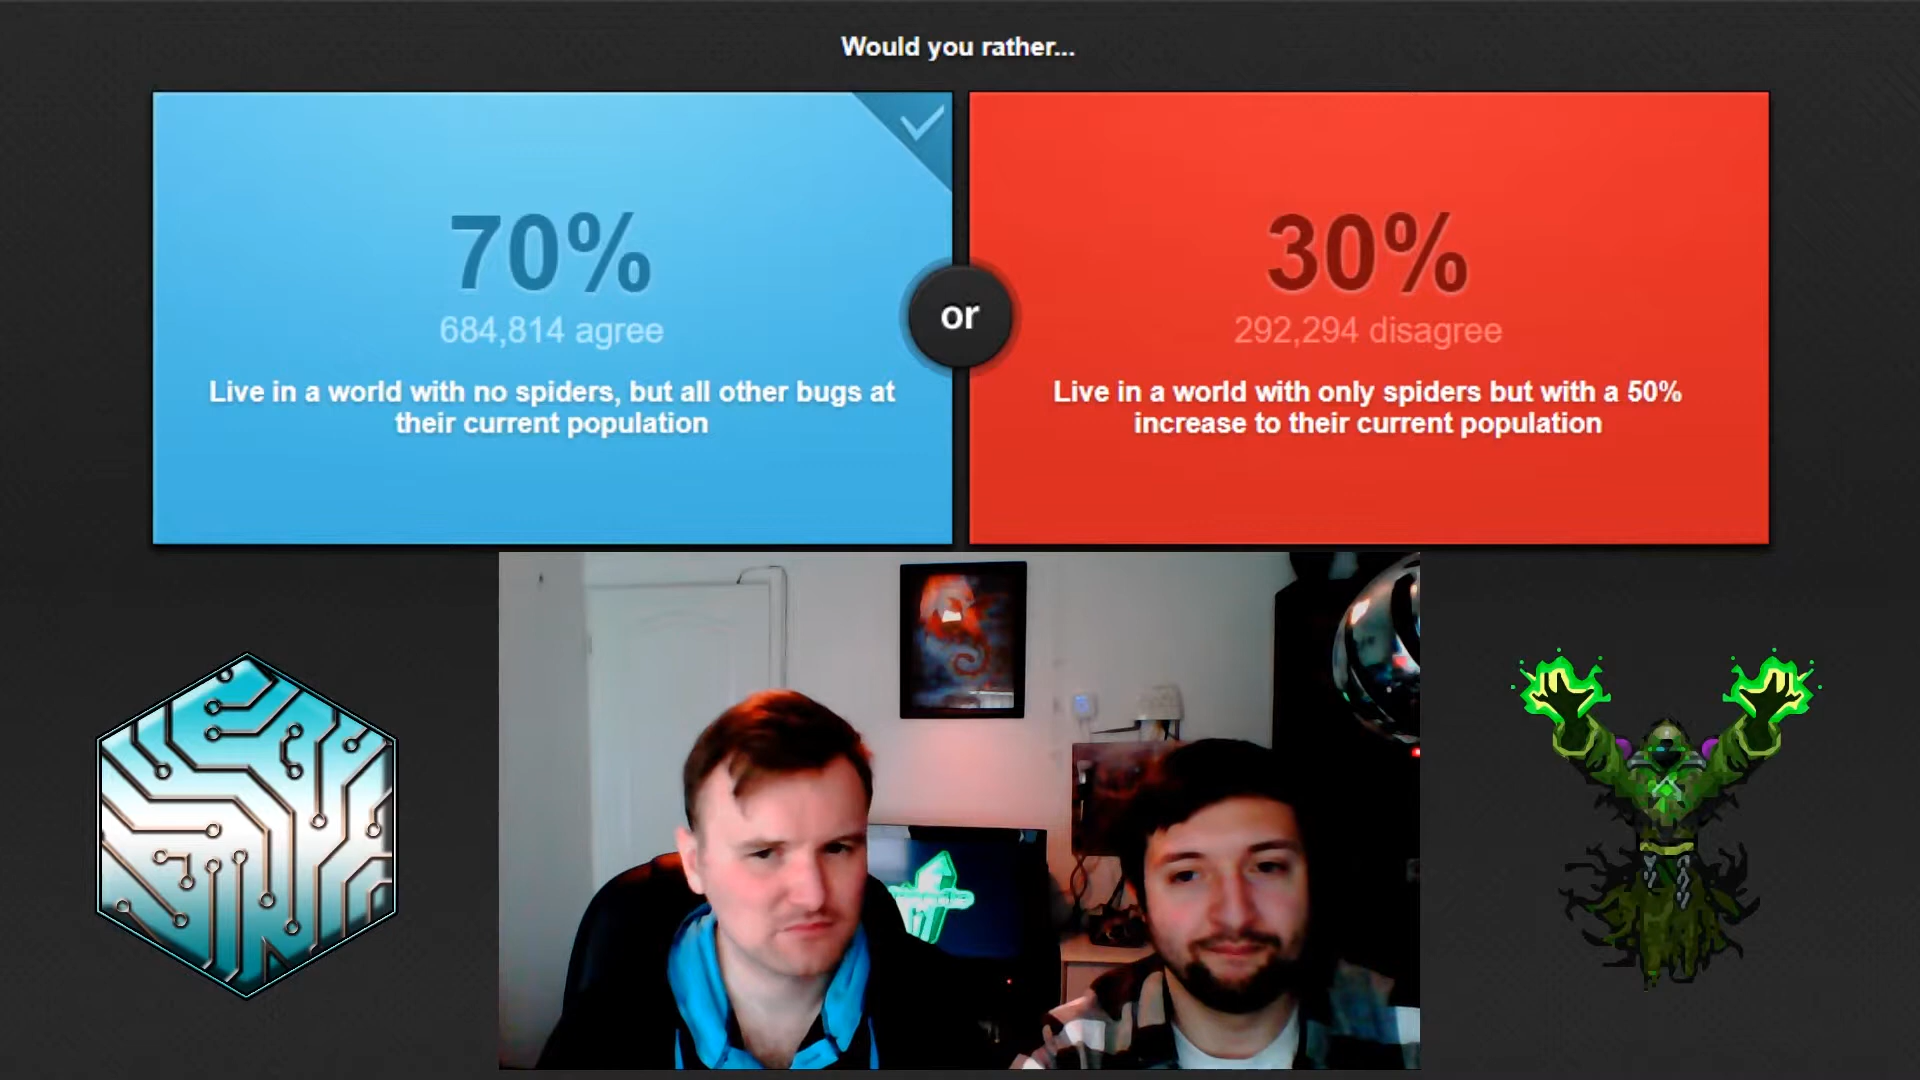 Would you rather...
70%
684,814 agree
Live in a world with no spiders, but all other bugs at
their current population
or
30%
292,294 disagree
Live in a world with only spiders but with a 50%
increase to their current population